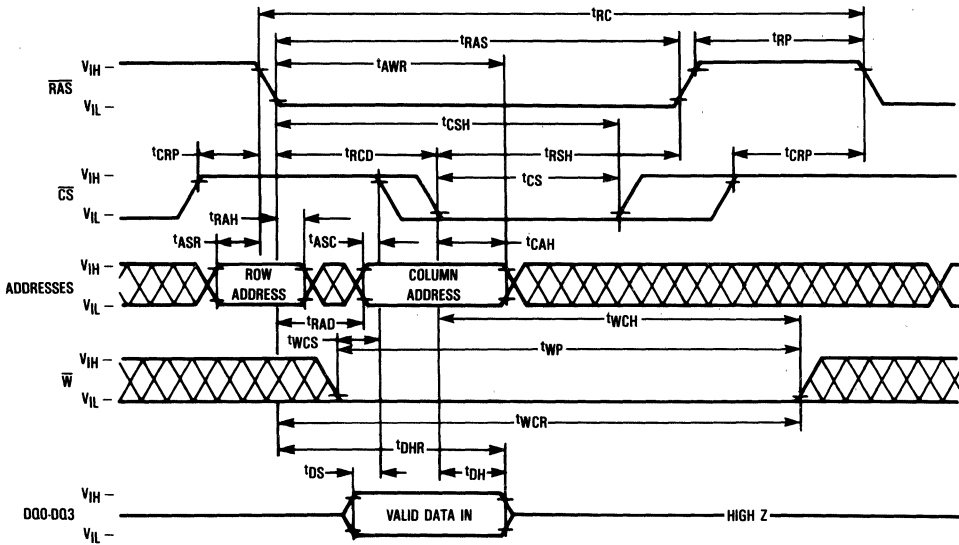 tRC
tRAS
tRP
tAWR
VIH
RAS
VIL
tCSH
tCRP
tRCD
tRSH
tCRP
VIH
tCS
CS
VIL
tRAH
tASR
tASC
tCAH
VIH
ADDRESSES
ROW ADDRESS
COLUMN ADDRESS
VIL
tRAD
tWCH
tWCS
tWP
VIH
W
VIL
tWCR
tDHR
tDS
tDH
VIH
DQ0-DQ3
VALID DATA IN
HIGH Z
VIL